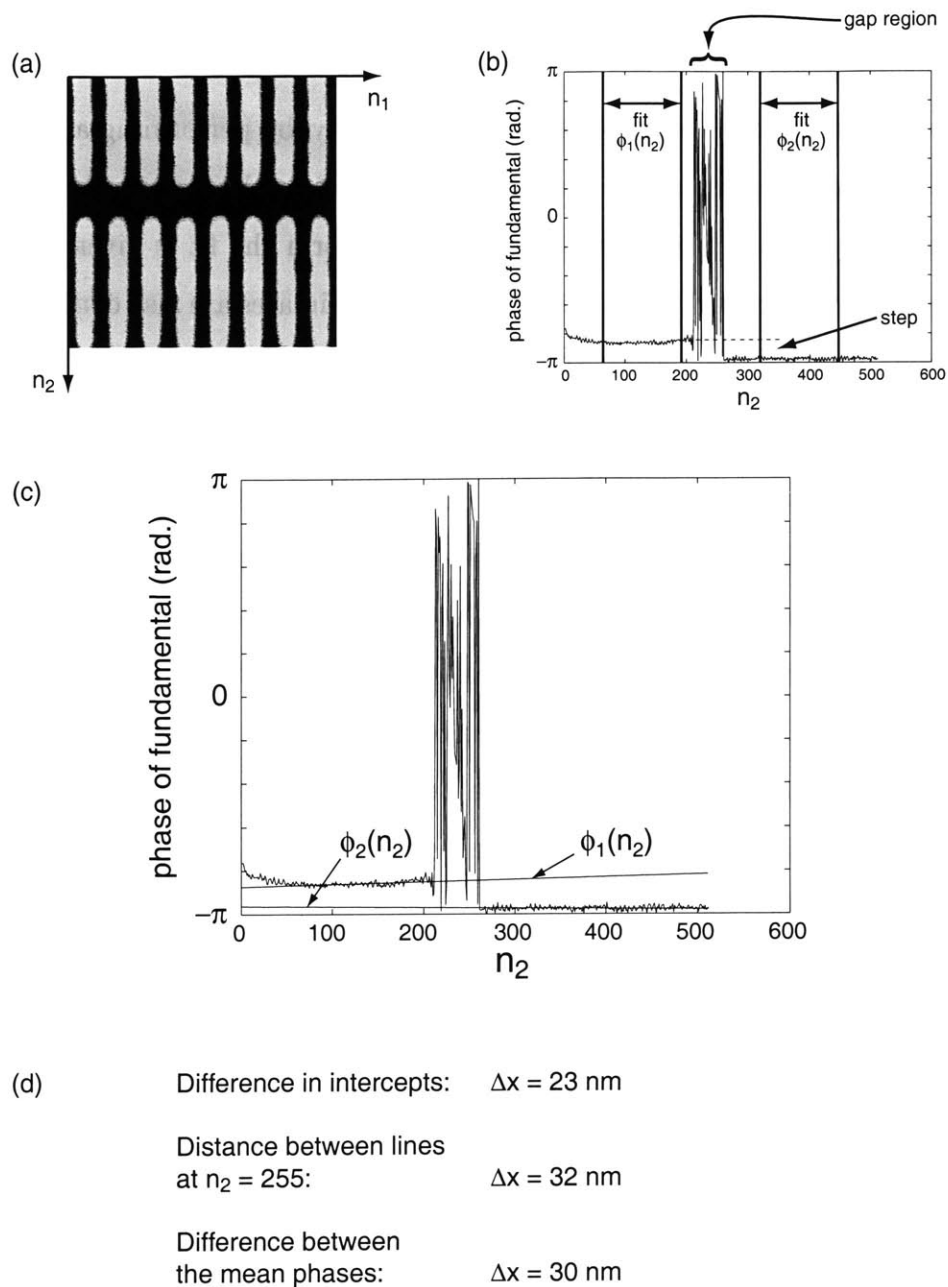 gap region
(a)
n₁
n₂
(b)
π
0
−π
phase of fundamental (rad.)
fit
ϕ₁(n₂)
fit
ϕ₂(n₂)
step
0 100 200 300 400 500 600
n₂
(c)
π
0
−π
phase of fundamental (rad.)
ϕ₂(n₂)
ϕ₁(n₂)
0 100 200 300 400 500 600
n₂
(d)
Difference in intercepts: Δx = 23 nm
Distance between lines
at n₂ = 255: Δx = 32 nm
Difference between
the mean phases: Δx = 30 nm